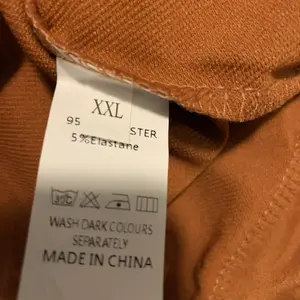 XXL
95 STER
5%Elastane
WASH DARK COLOURS
SEPARATELY
MADE IN CHINA